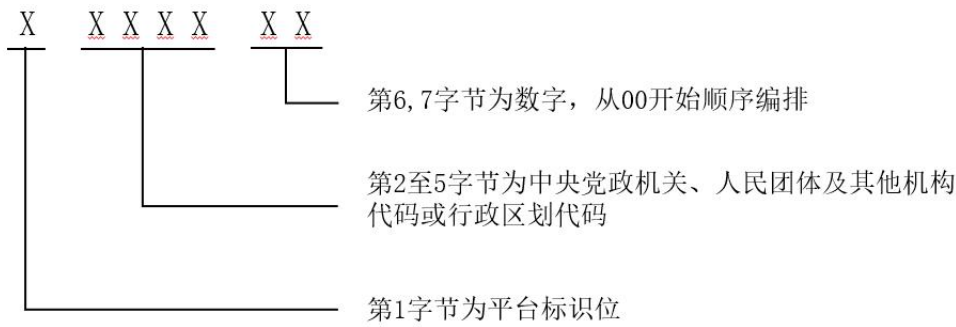 X XXXX XX
第6,7字节为数字，从00开始顺序编排
第2至5字节为中央党政机关、人民团体及其他机构
代码或行政区划代码
第1字节为平台标识位